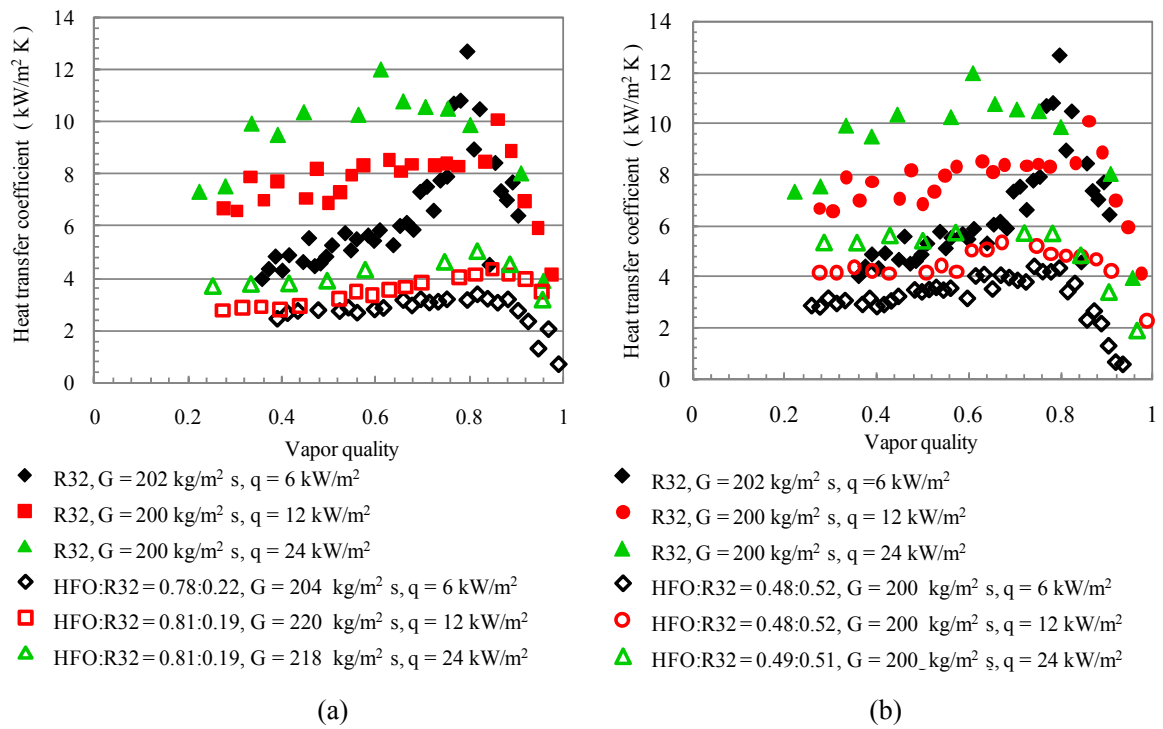 14
12
10
8
6
4
2
0
Heat transfer coefficient ( kW/m² K)
0 0.2 0.4 0.6 0.8 1
Vapor quality
R32, G = 202 kg/m² s, q = 6 kW/m²
R32, G = 200 kg/m² s, q = 12 kW/m²
R32, G = 200 kg/m² s, q = 24 kW/m²
HFO:R32 = 0.78:0.22, G = 204 kg/m² s, q = 6 kW/m²
HFO:R32 = 0.81:0.19, G = 220 kg/m² s, q = 12 kW/m²
HFO:R32 = 0.81:0.19, G = 218 kg/m² s, q = 24 kW/m²
(a)
14
12
10
8
6
4
2
0
Heat transfer coefficient ( kW/m² K)
0 0.2 0.4 0.6 0.8 1
Vapor quality
R32, G = 202 kg/m² s, q =6 kW/m²
R32, G = 200 kg/m² s, q = 12 kW/m²
R32, G = 200 kg/m² s, q = 24 kW/m²
HFO:R32 = 0.48:0.52, G = 200 kg/m² s, q = 6 kW/m²
HFO:R32 = 0.48:0.52, G = 200 kg/m² s, q = 12 kW/m²
HFO:R32 = 0.49:0.51, G = 200 kg/m² s, q = 24 kW/m²
(b)